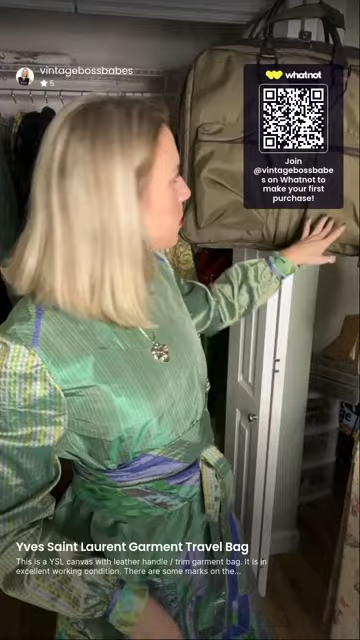 vintagebossbabes
★ 5
whatnot
Join
@vintagebossbabe
s on Whatnot to
make your first
purchase!
Yves Saint Laurent Garment Travel Bag
This is a YSL canvas with leather handle / trim garment bag. It is in
excellent working condition. There are some marks on the...